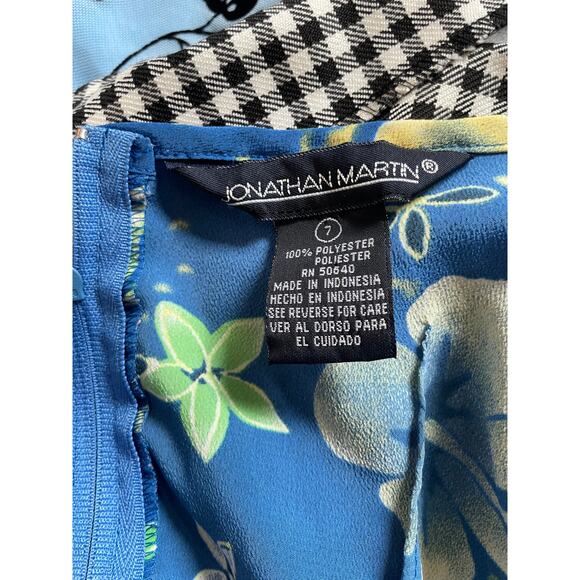 JONATHAN MARTIN®
7
100% POLYESTER
POLIESTER
RN 50640
MADE IN INDONESIA
HECHO EN INDONESIA
SEE REVERSE FOR CARE
VER AL DORSO PARA
EL CUIDADO